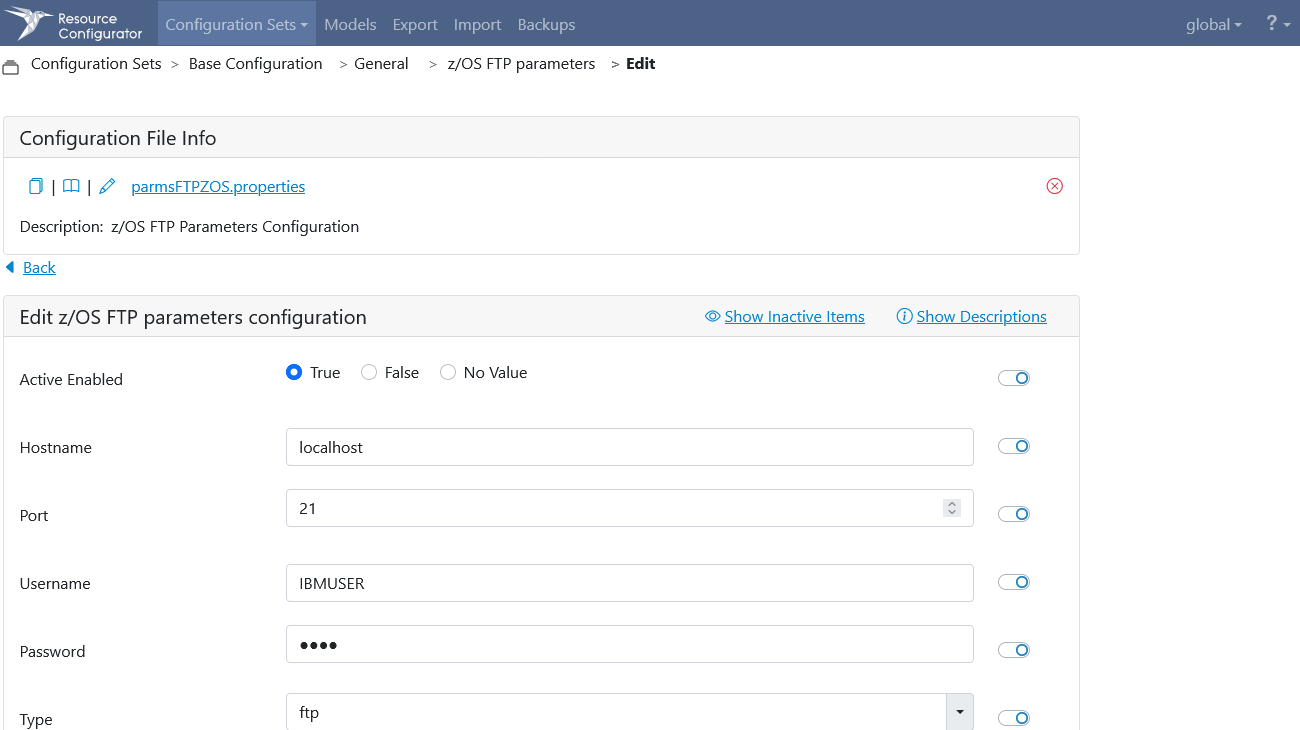 Resource
Configurator
Configuration Sets Models Export Import Backups global ?
Configuration Sets > Base Configuration > General > z/OS FTP parameters > Edit
Configuration File Info
| | parmsFTPZOS.properties
Description: z/OS FTP Parameters Configuration
Back
Edit z/OS FTP parameters configuration Show Inactive Items Show Descriptions
Active Enabled True False No Value
Hostname localhost
Port 21
Username IBMUSER
Password ●●●●
Type ftp